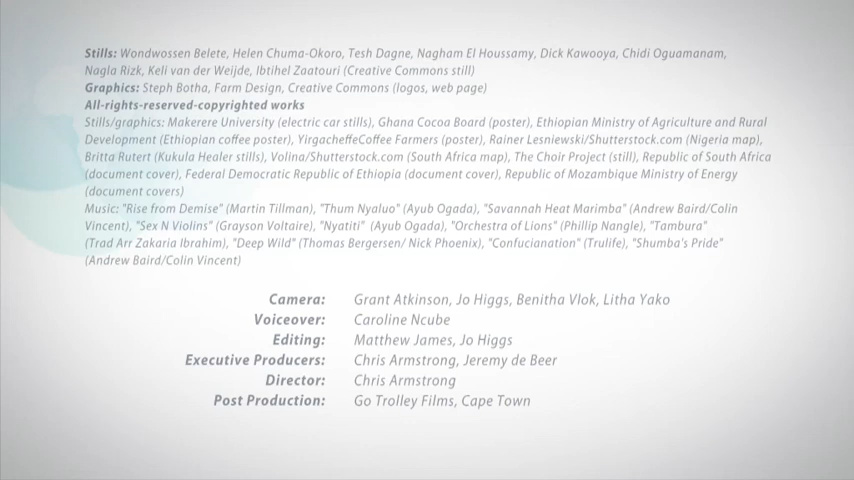 Stills: Wondwossen Belete, Helen Chuma-Okoro, Tesh Dagne, Nagham El Houssamy, Dick Kawooya, Chidi Oguamanam,
Nagla Rizk, Keli van der Weijde, Ibtihel Zaatouri (Creative Commons still)
Graphics: Steph Botha, Farm Design, Creative Commons (logos, web page)
All-rights-reserved-copyrighted works
Stills/graphics: Makerere University (electric car stills), Ghana Cocoa Board (poster), Ethiopian Ministry of Agriculture and Rural
Development (Ethiopian coffee poster), YirgacheffeCoffee Farmers (poster), Rainer Lesniewski/Shutterstock.com (Nigeria map),
Britta Rutert (Kukula Healer stills), Volina/Shutterstock.com (South Africa map), The Choir Project (still), Republic of South Africa
(document cover), Federal Democratic Republic of Ethiopia (document cover), Republic of Mozambique Ministry of Energy
(document covers)
Music: "Rise from Demise" (Martin Tillman), "Thum Nyaluo" (Ayub Ogada), "Savannah Heat Marimba" (Andrew Baird/Colin
Vincent), "Sex N Violins" (Grayson Voltaire), "Nyatiti" (Ayub Ogada), "Orchestra of Lions" (Phillip Nangle), "Tambura"
(Trad Arr Zakaria Ibrahim), "Deep Wild" (Thomas Bergersen/ Nick Phoenix), "Confucianation" (Trulife), "Shumba's Pride"
(Andrew Baird/Colin Vincent)
Camera: Grant Atkinson, Jo Higgs, Benitha Vlok, Litha Yako
Voiceover: Caroline Ncube
Editing: Matthew James, Jo Higgs
Executive Producers: Chris Armstrong, Jeremy de Beer
Director: Chris Armstrong
Post Production: Go Trolley Films, Cape Town